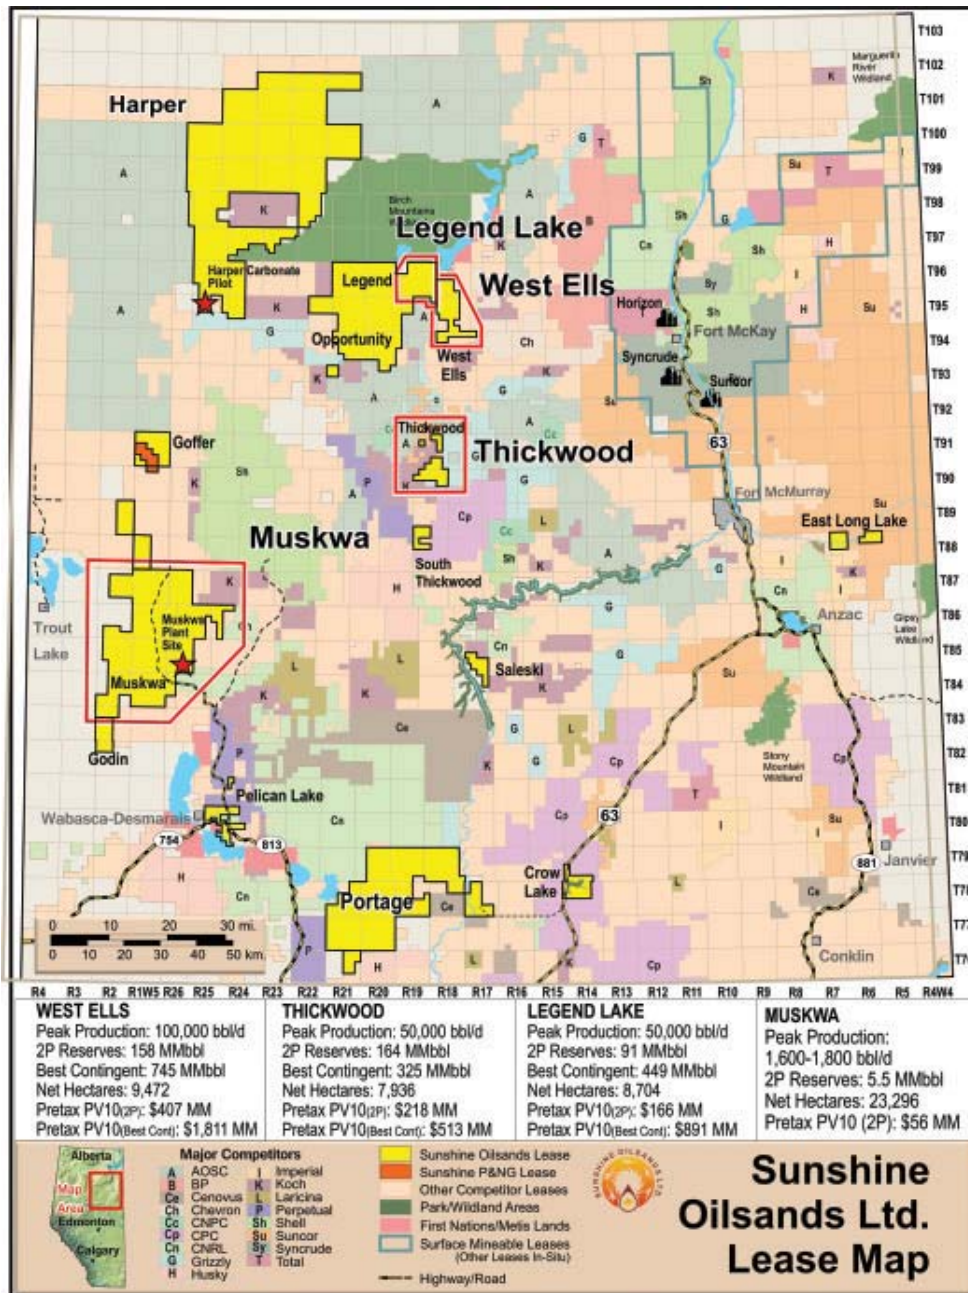 Harper
Legend Lake
West Ells
Thickwood
Muskwa
Birch
Mountains
Marguerite
River
Wildland
Harper Carbonate
Pilot
Legend
Opportunity
West
Ells
Horizon
Fort McKay
Syncrude
Suncor
63
Goffer
Thickwood
Fort McMurray
East Long Lake
South
Thickwood
Muskwa
Plant
Site
Muskwa
Trout
Lake
Anzac
Gipsy
Lake
Wildland
Saleski
Godin
Stony
Mountain
Wildland
Pelican Lake
Wabasca-Desmarais
754
813
63
881
Janvier
Crow
Lake
Portage
Conklin
0 10 20 30 mi.
0 10 20 30 40 50 km.
T103
T102
T101
T100
T99
T98
T97
T96
T95
T94
T93
T92
T91
T90
T89
T88
T87
T86
T85
T84
T83
T82
T81
T80
T79
T78
T77
R4 R3 R2 R1W5 R26 R25 R24 R23 R22 R21 R20 R19 R18 R17 R16 R15 R14 R13 R12 R11 R10 R9 R8 R7 R6 R5 R4W4
WEST ELLS
Peak Production: 100,000 bbl/d
2P Reserves: 158 MMbbl
Best Contingent: 745 MMbbl
Net Hectares: 9,472
Pretax PV10(2P): $407 MM
Pretax PV10(Best Cont): $1,811 MM
THICKWOOD
Peak Production: 50,000 bbl/d
2P Reserves: 164 MMbbl
Best Contingent: 325 MMbbl
Net Hectares: 7,936
Pretax PV10(2P): $218 MM
Pretax PV10(Best Cont): $513 MM
LEGEND LAKE
Peak Production: 50,000 bbl/d
2P Reserves: 91 MMbbl
Best Contingent: 449 MMbbl
Net Hectares: 8,704
Pretax PV10(2P): $166 MM
Pretax PV10(Best Cont): $891 MM
MUSKWA
Peak Production:
1,600-1,800 bbl/d
2P Reserves: 5.5 MMbbl
Net Hectares: 23,296
Pretax PV10 (2P): $56 MM
Alberta
Map
Area
Edmonton
Calgary
Major Competitors
A AOSC
B BP
Ce Cenovus
Ch Chevron
Cc CNPC
Cp CPC
Cn CNRL
G Grizzly
H Husky
I Imperial
K Koch
L Laricina
P Perpetual
Sh Shell
Su Suncor
Sy Syncrude
T Total
Sunshine Oilsands Lease
Sunshine P&NG Lease
Other Competitor Leases
Park/Wildland Areas
First Nations/Metis Lands
Surface Mineable Leases
(Other Leases In-Situ)
Highway/Road
SUNSHINE OILSANDS LTD
Sunshine
Oilsands Ltd.
Lease Map